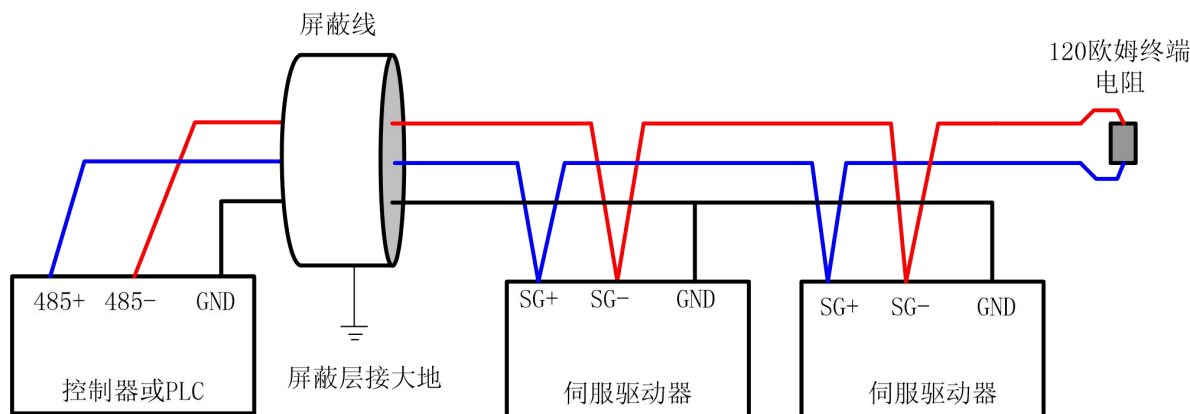 屏蔽线
120欧姆终端
电阻
485+ 485- GND
SG+ SG- GND
SG+ SG- GND
控制器或PLC
屏蔽层接大地
伺服驱动器
伺服驱动器